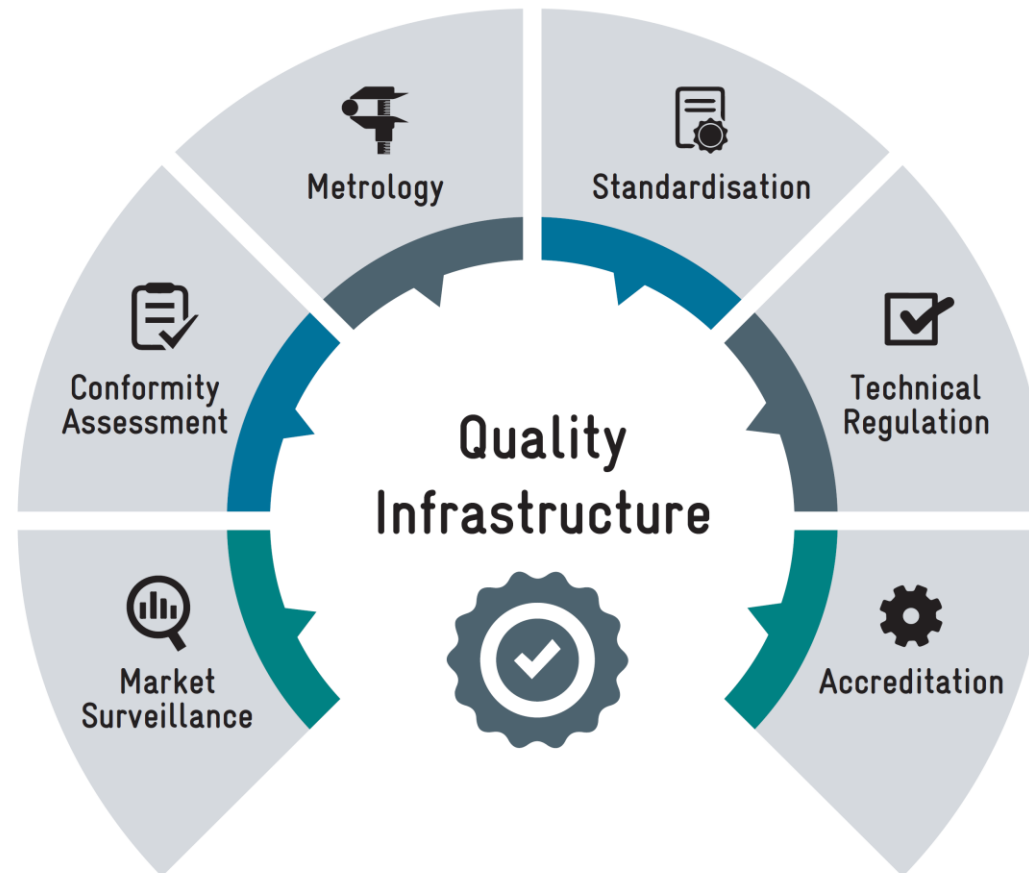 Metrology
Standardisation
Conformity
Assessment
Technical
Regulation
Quality
Infrastructure
Market
Surveillance
Accreditation